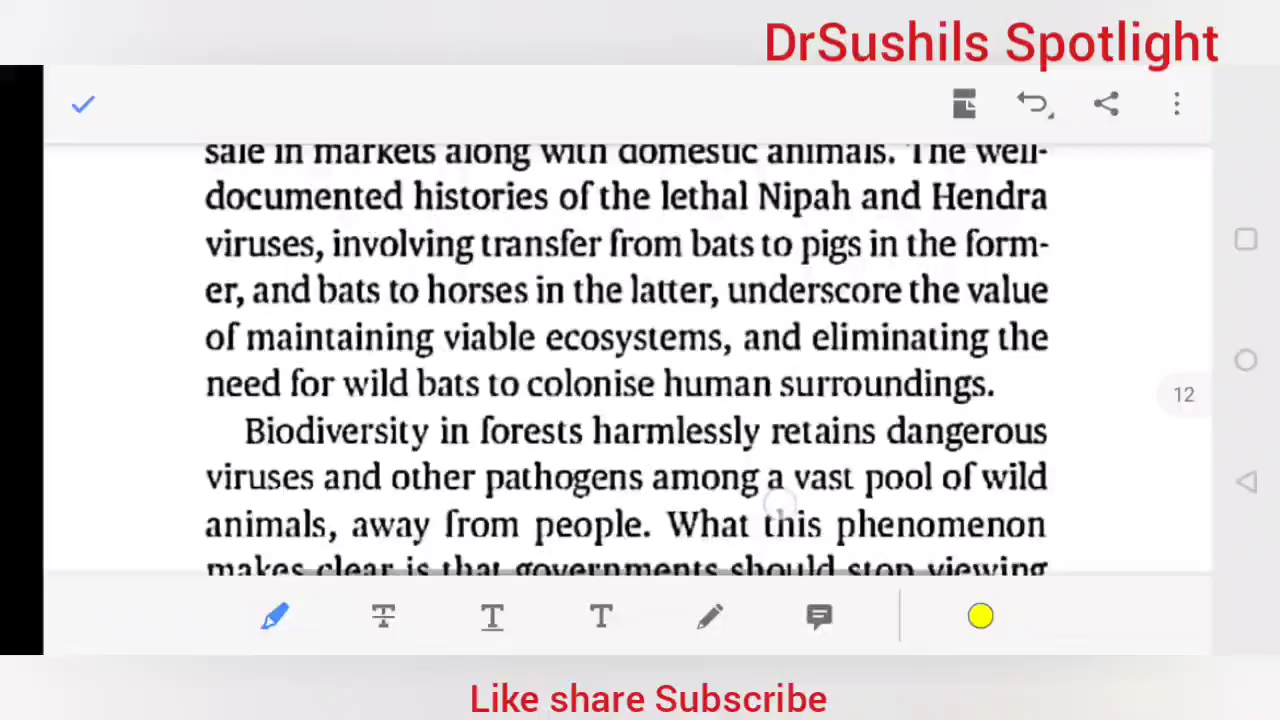 DrSushils Spotlight
sale in markets along with domestic animals. The well-
documented histories of the lethal Nipah and Hendra
viruses, involving transfer from bats to pigs in the form-
er, and bats to horses in the latter, underscore the value
of maintaining viable ecosystems, and eliminating the
need for wild bats to colonise human surroundings.
12
Biodiversity in forests harmlessly retains dangerous
viruses and other pathogens among a vast pool of wild
animals, away from people. What this phenomenon
makes clear is that governments should stop viewing
T T T
Like share Subscribe